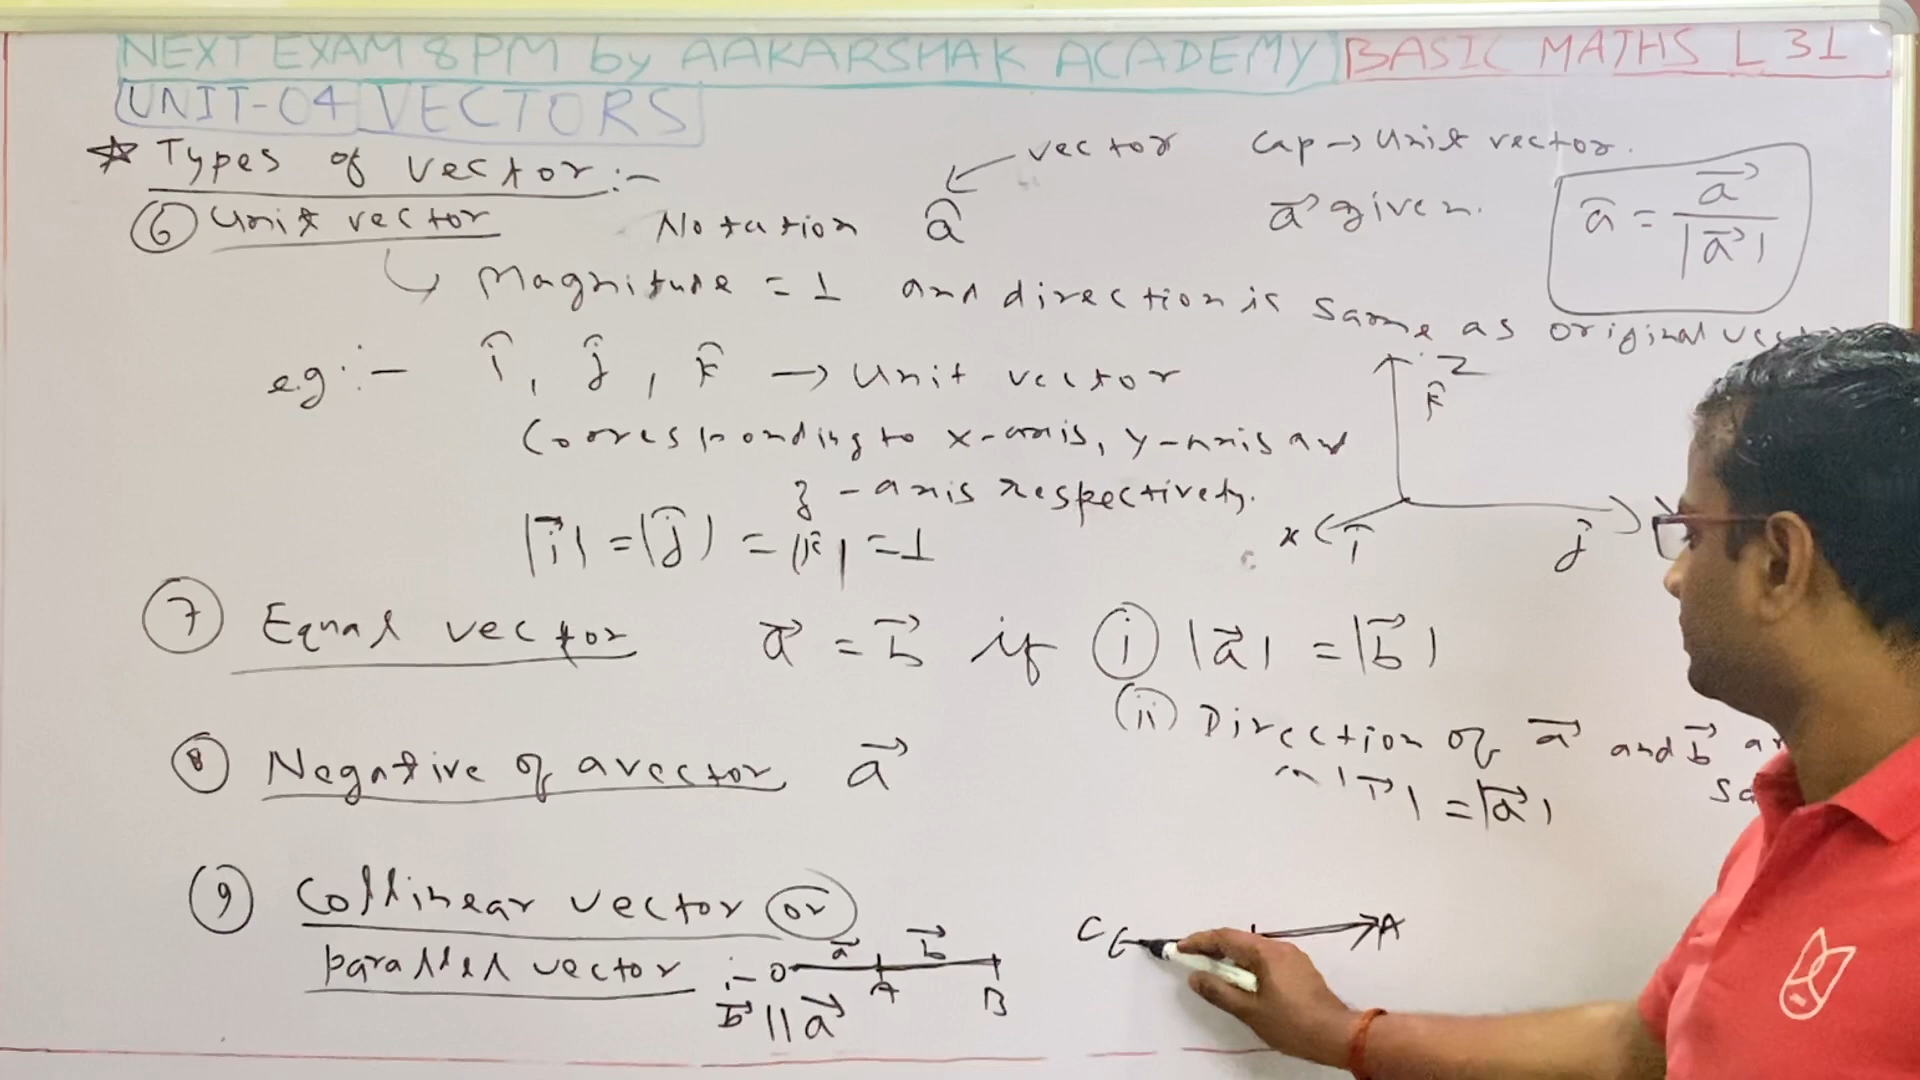 NEXT EXAM 8PM by AAKARSHAK ACADEMY BASIC MATHS L 31
UNIT-04 VECTORS
☆ Types of vector:-
vector
cap → unit vector.
⑥ unit vector Notation â
a⃗ given.
â = a⃗ / |a⃗|
↳ Magnitude = 1 and direction is same as original
eg:- î, ĵ, k̂ → unit vector
corresponding to x-axis, y-axis and
z-axis respectively.
|i⃗| = |ĵ| = |k̂| = 1
Z
k̂
x î ĵ
⑦ Equal vector a⃗ = b⃗ if (i) |a⃗| = |b⃗|
(ii) Direction of a⃗ and b⃗
⑧ Negative of a vector a⃗
= |a⃗|
⑨ Collinear vector or
parallel vector :- O a⃗ A b⃗ B
b⃗ || a⃗
C A